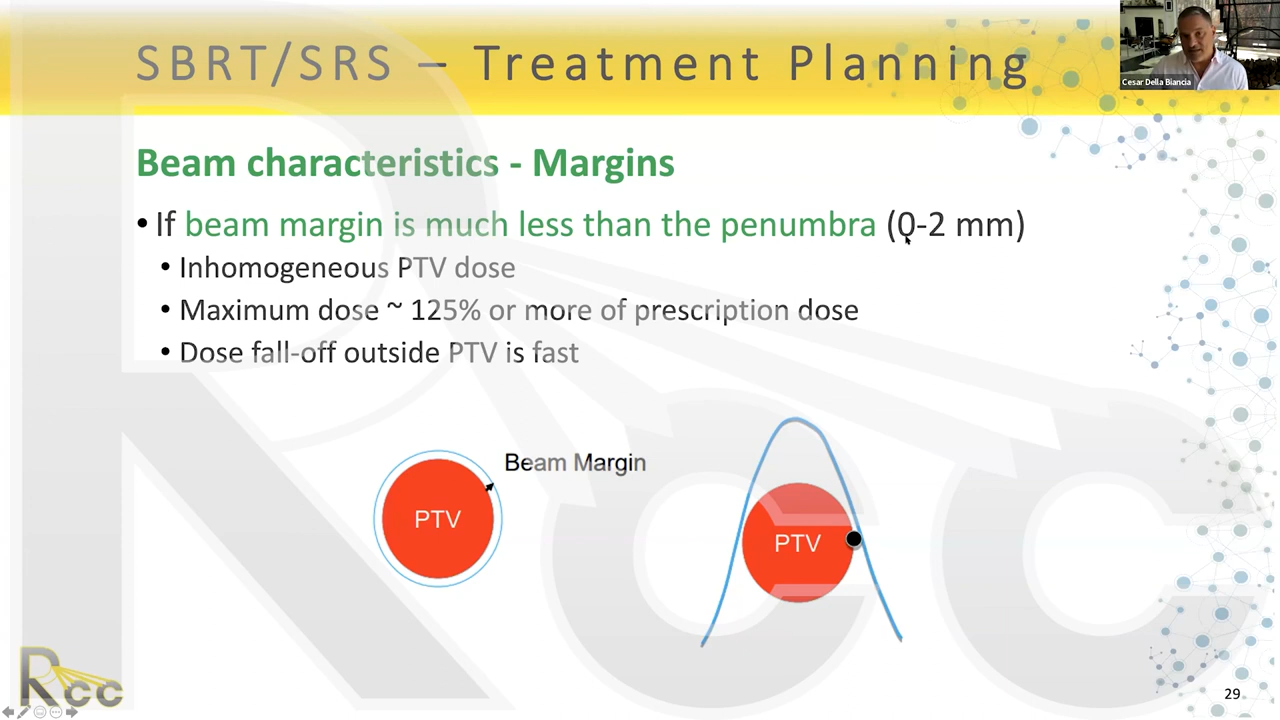 SBRT/SRS – Treatment Planning
Cesar Della Biancia
Beam characteristics - Margins
• If beam margin is much less than the penumbra (0-2 mm)
• Inhomogeneous PTV dose
• Maximum dose ~ 125% or more of prescription dose
• Dose fall-off outside PTV is fast
Beam Margin
PTV
PTV
Rcc
Rcc
29